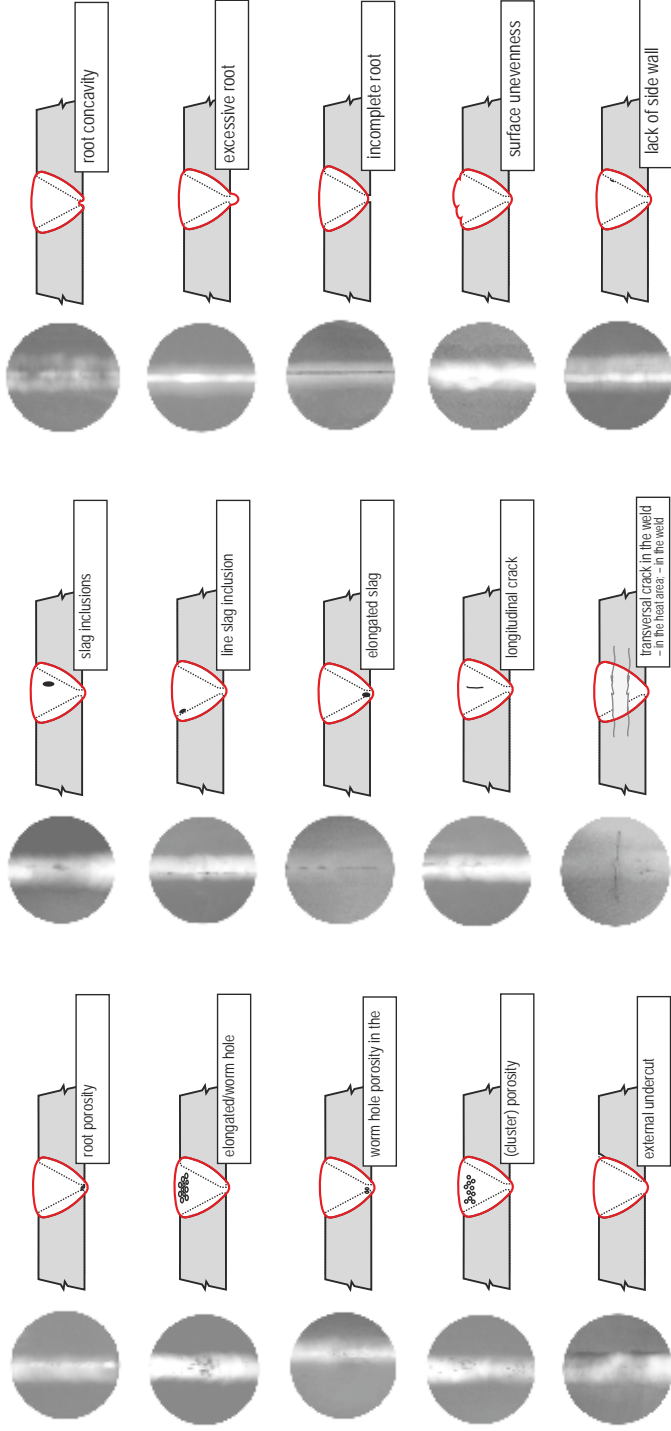 root concavity
excessive root
incomplete root
surface unevenness
lack of side wall
slag inclusions
line slag inclusion
elongated slag
longitudinal crack
transversal crack in the weld
– in the heat area: – in the weld
root porosity
elongated/worm hole
worm hole porosity in the
(cluster) porosity
external undercut